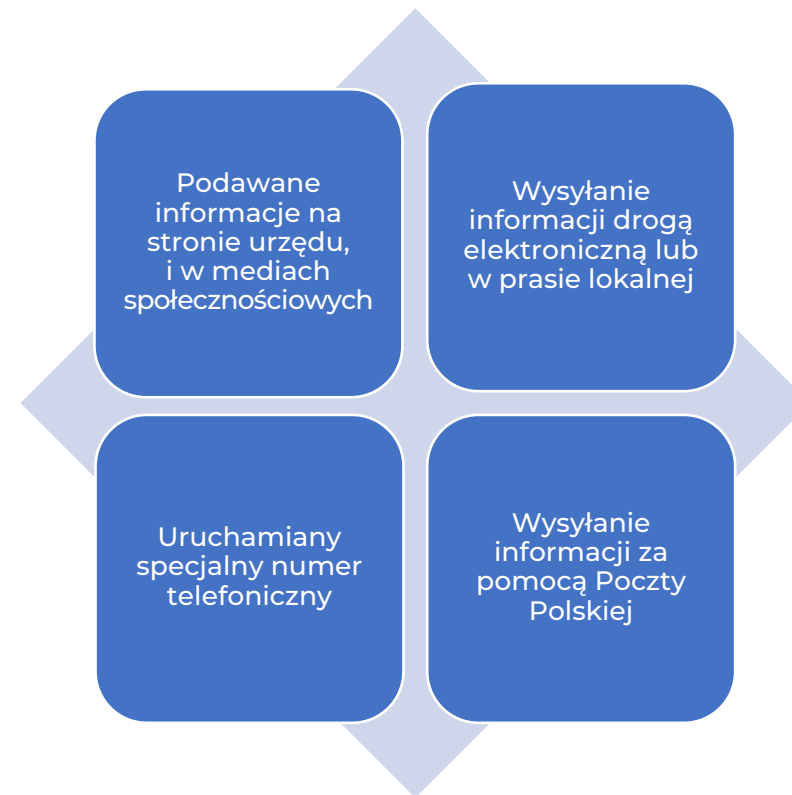 Podawane
informacje na
stronie urzędu,
i w mediach
społecznościowych
Wysyłanie
informacji drogą
elektroniczną lub
w prasie lokalnej
Uruchamiany
specjalny numer
telefoniczny
Wysyłanie
informacji za
pomocą Poczty
Polskiej